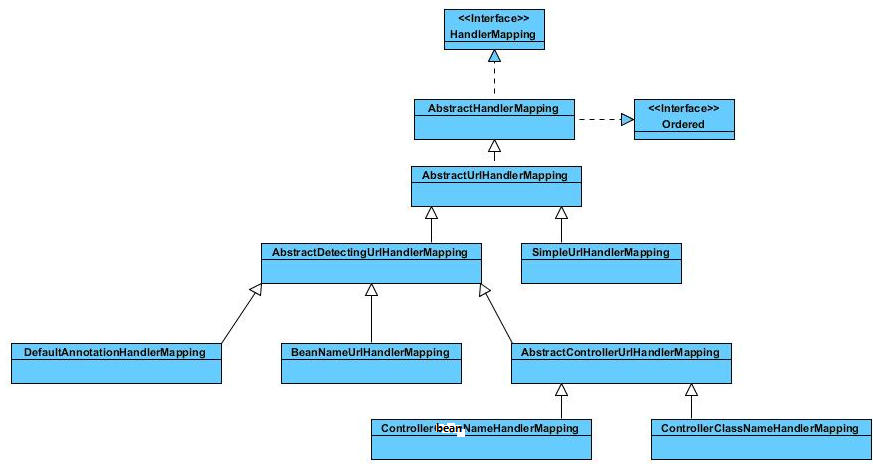 <<Interface>>
HandlerMapping
AbstractHandlerMapping
<<Interface>>
Ordered
AbstractUrlHandlerMapping
AbstractDetectingUrlHandlerMapping
SimpleUrlHandlerMapping
DefaultAnnotationHandlerMapping
BeanNameUrlHandlerMapping
AbstractControllerUrlHandlerMapping
ControllerBeanNameHandlerMapping
ControllerClassNameHandlerMapping